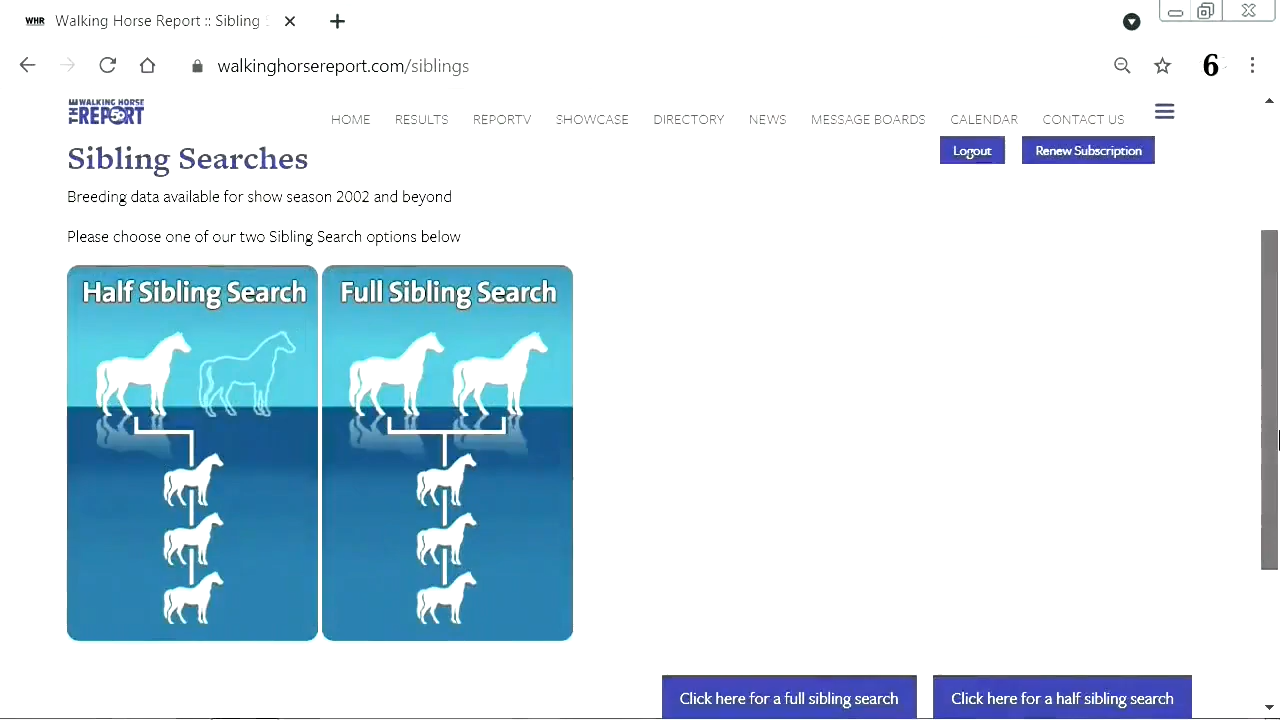 WHR Walking Horse Report :: Sibling
walkinghorsereport.com/siblings
6
THE WALKING HORSE REPORT
HOME RESULTS REPORTV SHOWCASE DIRECTORY NEWS MESSAGE BOARDS CALENDAR CONTACT US
Logout Renew Subscription
Sibling Searches
Breeding data available for show season 2002 and beyond
Please choose one of our two Sibling Search options below
Half Sibling Search Full Sibling Search
Click here for a full sibling search Click here for a half sibling search